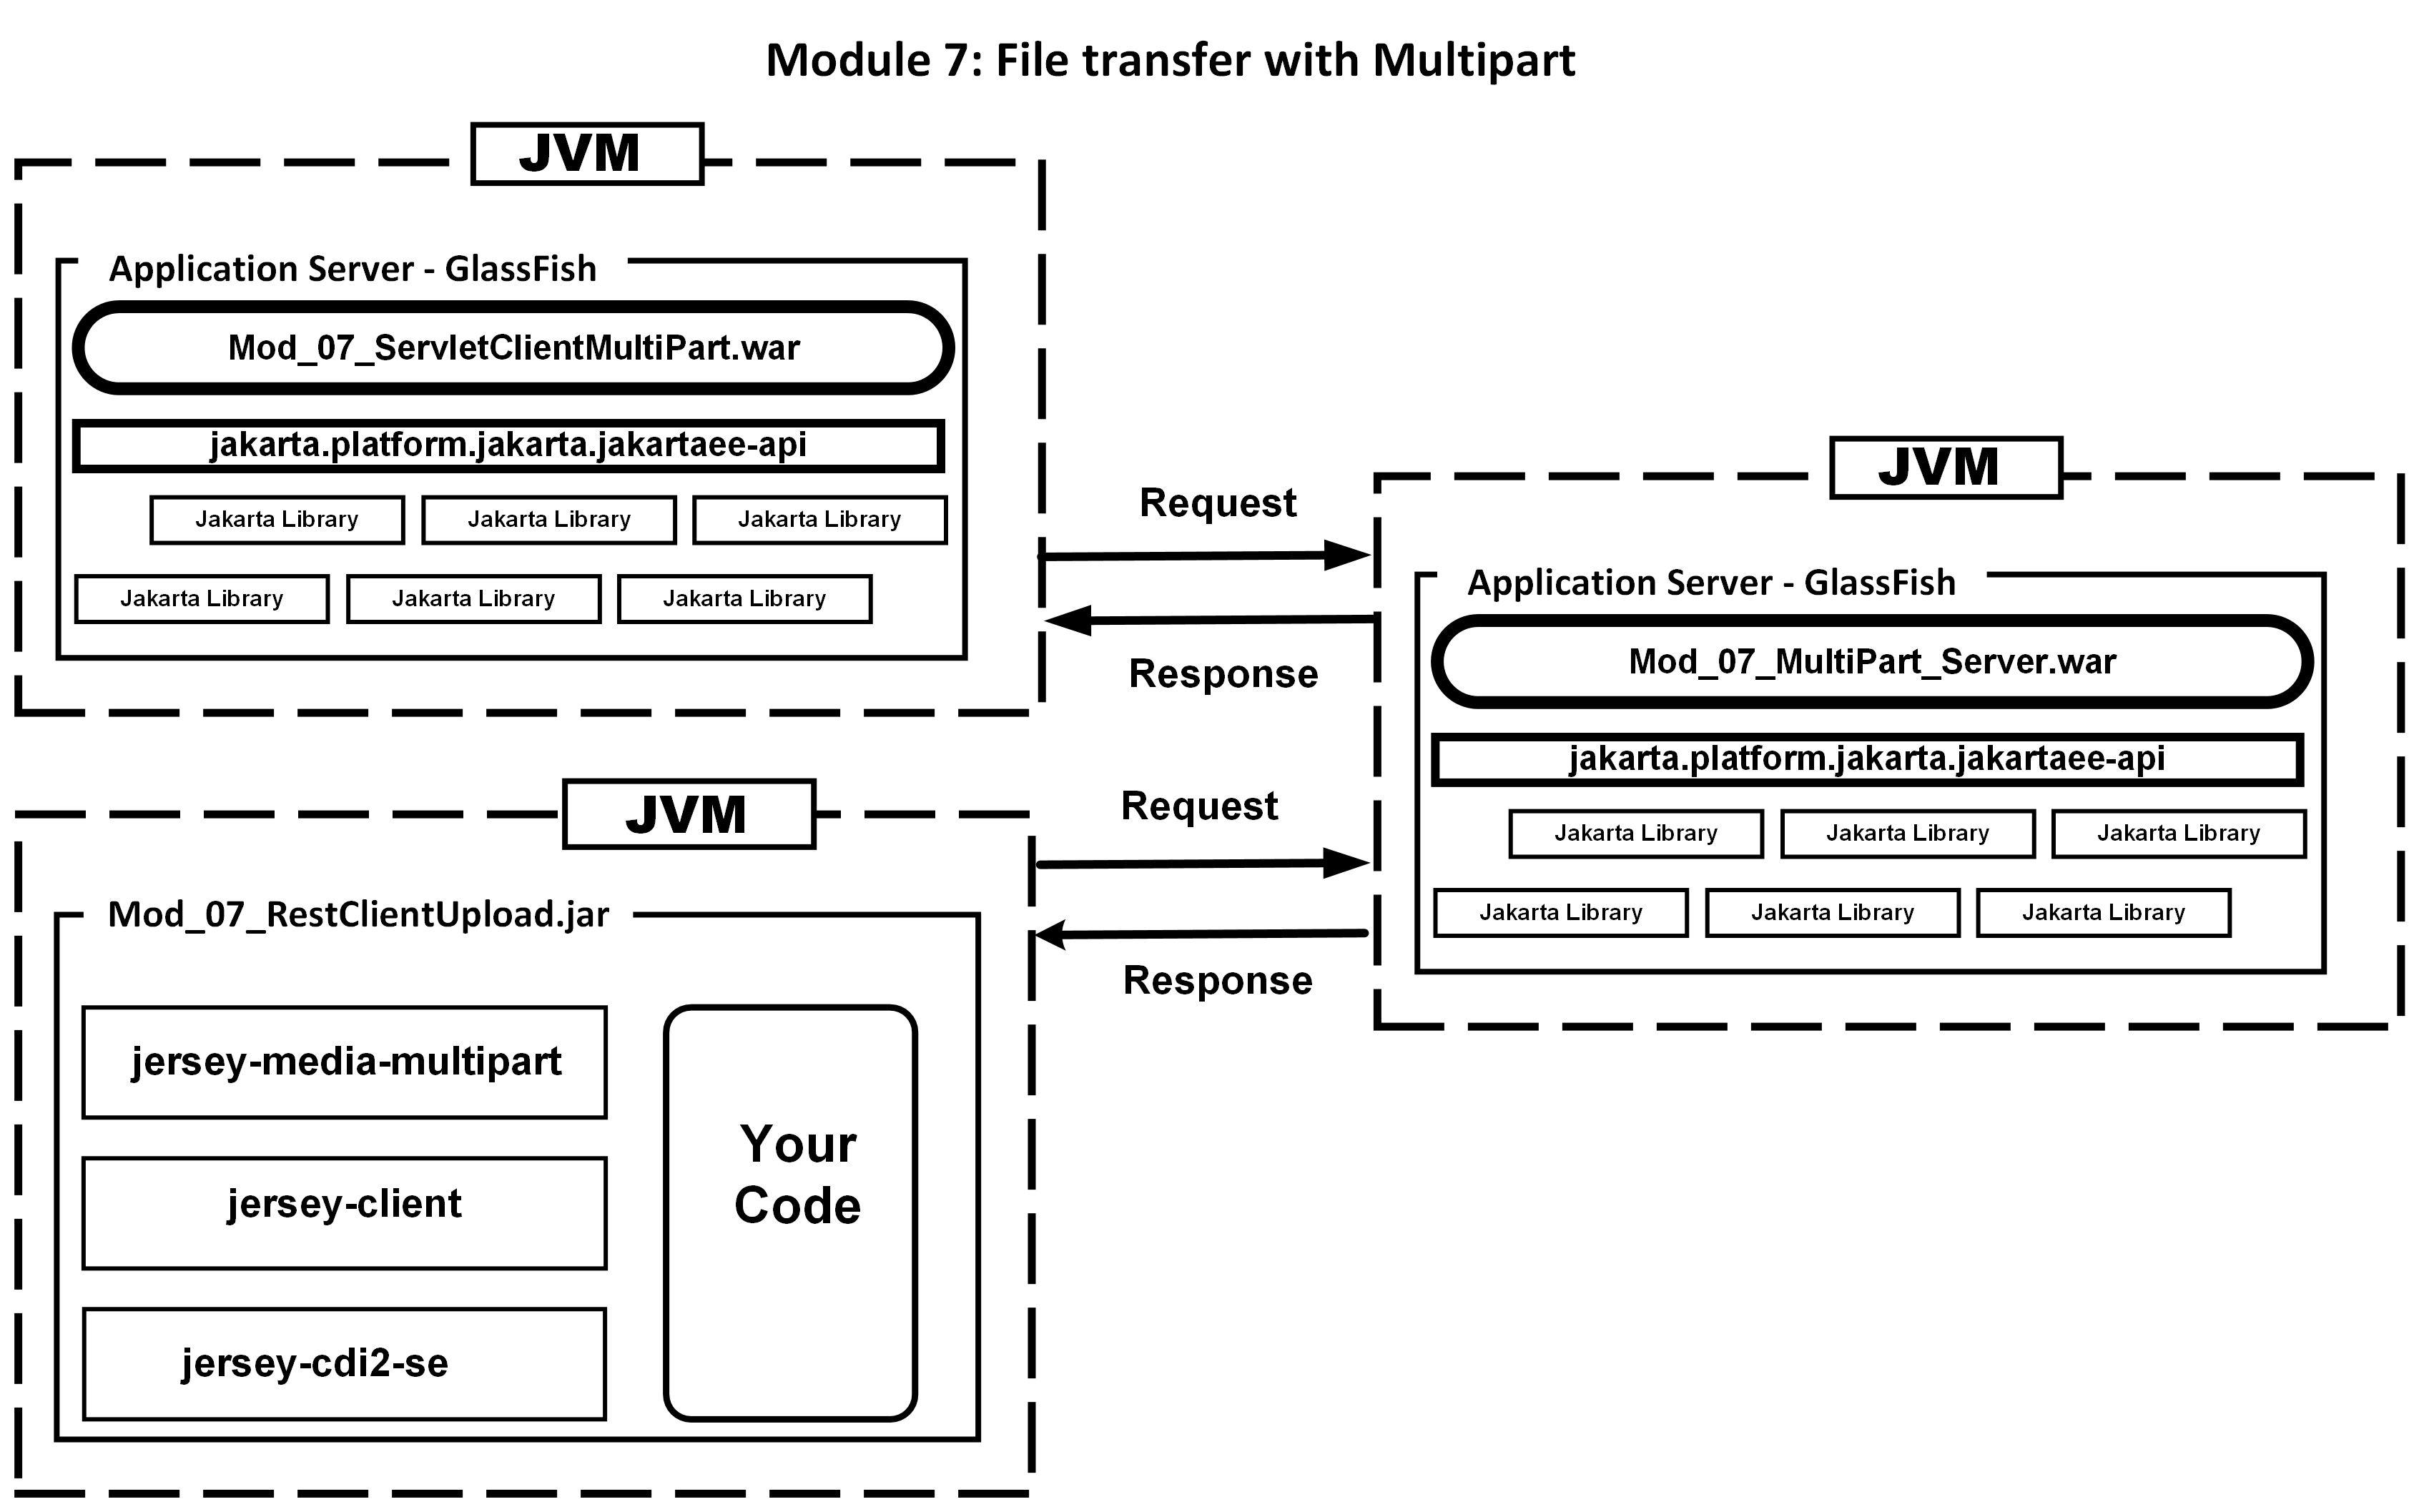 Module 7: File transfer with Multipart
JVM
Application Server - GlassFish
Mod_07_ServletClientMultiPart.war
jakarta.platform.jakarta.jakartaee-api
Jakarta Library
Jakarta Library
Jakarta Library
Jakarta Library
Jakarta Library
Jakarta Library
Request
Response
JVM
Application Server - GlassFish
Mod_07_MultiPart_Server.war
jakarta.platform.jakarta.jakartaee-api
Jakarta Library
Jakarta Library
Jakarta Library
Jakarta Library
Jakarta Library
Jakarta Library
Request
Response
JVM
Mod_07_RestClientUpload.jar
jersey-media-multipart
jersey-client
jersey-cdi2-se
Your
Code